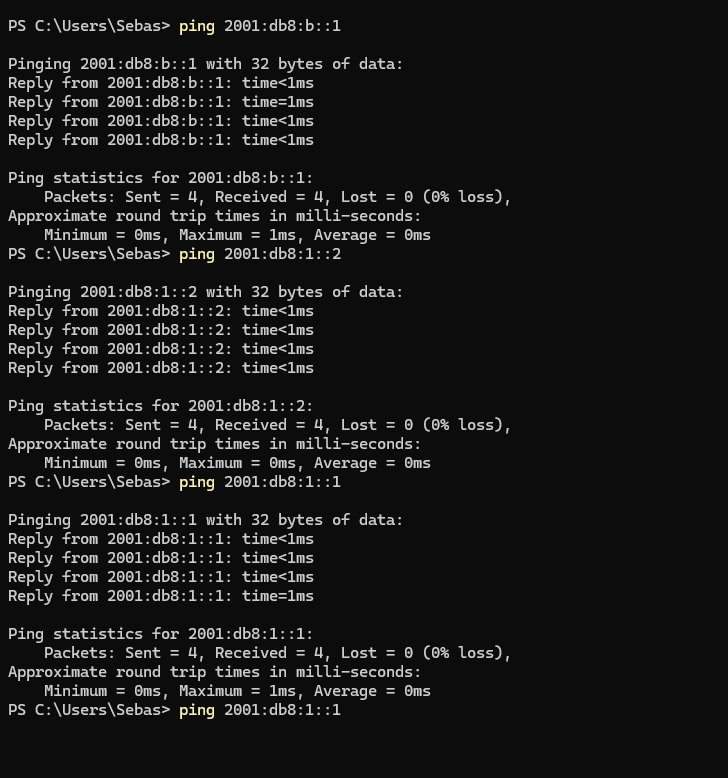 PS C:\Users\Sebas> ping 2001:db8:b::1
Pinging 2001:db8:b::1 with 32 bytes of data:
Reply from 2001:db8:b::1: time<1ms
Reply from 2001:db8:b::1: time=1ms
Reply from 2001:db8:b::1: time<1ms
Reply from 2001:db8:b::1: time<1ms
Ping statistics for 2001:db8:b::1:
    Packets: Sent = 4, Received = 4, Lost = 0 (0% loss),
Approximate round trip times in milli-seconds:
    Minimum = 0ms, Maximum = 1ms, Average = 0ms
PS C:\Users\Sebas> ping 2001:db8:1::2
Pinging 2001:db8:1::2 with 32 bytes of data:
Reply from 2001:db8:1::2: time<1ms
Reply from 2001:db8:1::2: time<1ms
Reply from 2001:db8:1::2: time<1ms
Reply from 2001:db8:1::2: time<1ms
Ping statistics for 2001:db8:1::2:
    Packets: Sent = 4, Received = 4, Lost = 0 (0% loss),
Approximate round trip times in milli-seconds:
    Minimum = 0ms, Maximum = 0ms, Average = 0ms
PS C:\Users\Sebas> ping 2001:db8:1::1
Pinging 2001:db8:1::1 with 32 bytes of data:
Reply from 2001:db8:1::1: time<1ms
Reply from 2001:db8:1::1: time<1ms
Reply from 2001:db8:1::1: time<1ms
Reply from 2001:db8:1::1: time=1ms
Ping statistics for 2001:db8:1::1:
    Packets: Sent = 4, Received = 4, Lost = 0 (0% loss),
Approximate round trip times in milli-seconds:
    Minimum = 0ms, Maximum = 1ms, Average = 0ms
PS C:\Users\Sebas> ping 2001:db8:1::1